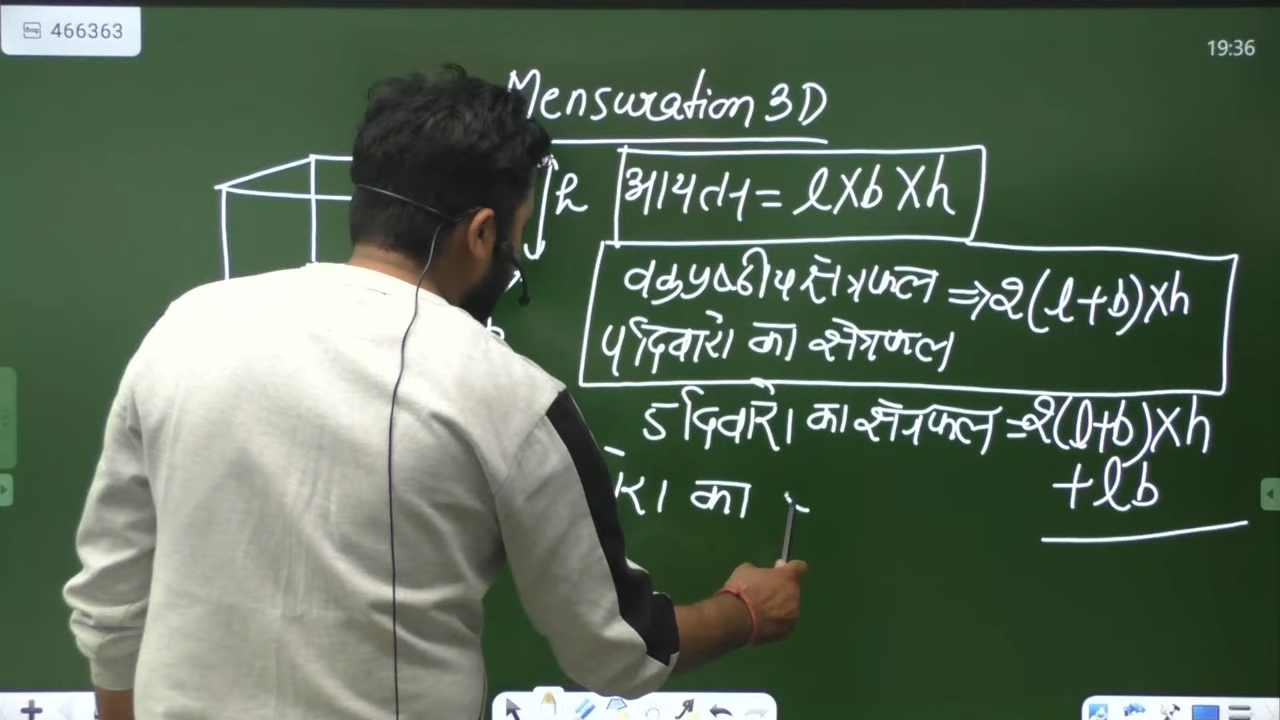 466363
19:36
Mensuration 3D
h
आयतन = l×b×h
वक्रपृष्ठीय क्षेत्रफल ⇒ 2(l+b)×h
4 दिवारों का क्षेत्रफल
5 दिवारों का क्षेत्रफल = 2(l+b)×h
+lb
का